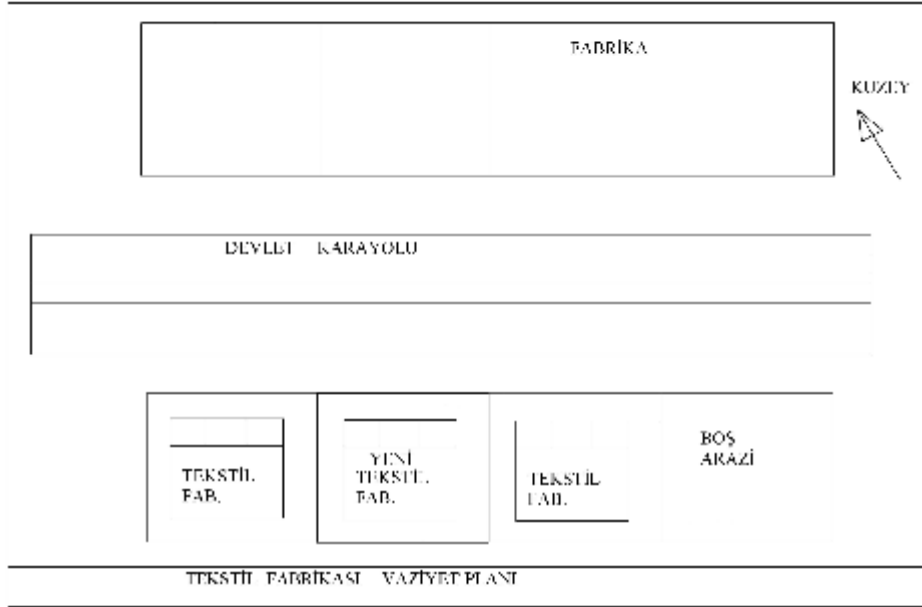 FABRİKA
KUZEY
DEVLET KARAYOLU
BOŞ
ARAZİ
TEKSTİL
FAB.
YENİ
TEKSTİL
FAB.
TEKSTİL
FAB.
TEKSTİL FABRİKASI VAZİYET PLANI